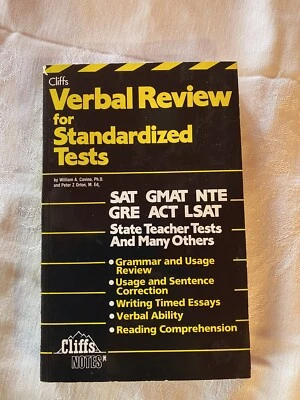 Cliffs
Verbal Review
for
Standardized
Tests
by William A. Covino, Ph.D.
and Peter Z Orton, M. Ed.
SAT GMAT NTE
GRE ACT LSAT
State Teacher Tests
And Many Others
• Grammar and Usage
Review
• Usage and Sentence
Correction
• Writing Timed Essays
• Verbal Ability
• Reading Comprehension
Cliffs
NOTES